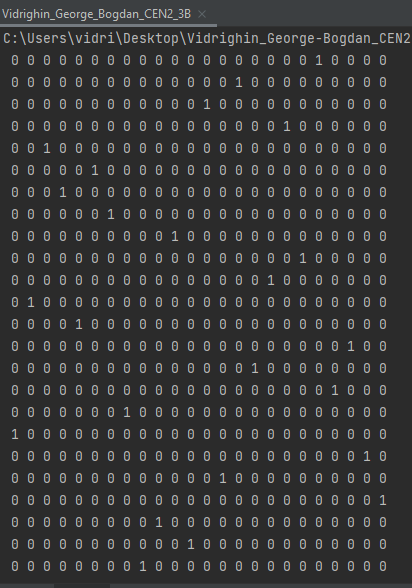 Vidrighin_George_Bogdan_CEN2_3B ×
C:\Users\vidri\Desktop\Vidrighin_George-Bogdan_CEN2
0 0 0 0 0 0 0 0 0 0 0 0 0 0 0 0 0 0 0 1 0 0 0 0
0 0 0 0 0 0 0 0 0 0 0 0 0 0 1 0 0 0 0 0 0 0 0 0
0 0 0 0 0 0 0 0 0 0 0 0 1 0 0 0 0 0 0 0 0 0 0 0
0 0 0 0 0 0 0 0 0 0 0 0 0 0 0 0 0 1 0 0 0 0 0 0
0 0 1 0 0 0 0 0 0 0 0 0 0 0 0 0 0 0 0 0 0 0 0 0
0 0 0 0 0 1 0 0 0 0 0 0 0 0 0 0 0 0 0 0 0 0 0 0
0 0 0 1 0 0 0 0 0 0 0 0 0 0 0 0 0 0 0 0 0 0 0 0
0 0 0 0 0 0 1 0 0 0 0 0 0 0 0 0 0 0 0 0 0 0 0 0
0 0 0 0 0 0 0 0 0 0 1 0 0 0 0 0 0 0 0 0 0 0 0 0
0 0 0 0 0 0 0 0 0 0 0 0 0 0 0 0 0 0 1 0 0 0 0 0
0 0 0 0 0 0 0 0 0 0 0 0 0 0 0 0 1 0 0 0 0 0 0 0
0 1 0 0 0 0 0 0 0 0 0 0 0 0 0 0 0 0 0 0 0 0 0 0
0 0 0 0 1 0 0 0 0 0 0 0 0 0 0 0 0 0 0 0 0 0 0 0
0 0 0 0 0 0 0 0 0 0 0 0 0 0 0 0 0 0 0 0 0 1 0 0
0 0 0 0 0 0 0 0 0 0 0 0 0 0 0 1 0 0 0 0 0 0 0 0
0 0 0 0 0 0 0 0 0 0 0 0 0 0 0 0 0 0 0 0 1 0 0 0
0 0 0 0 0 0 0 1 0 0 0 0 0 0 0 0 0 0 0 0 0 0 0 0
1 0 0 0 0 0 0 0 0 0 0 0 0 0 0 0 0 0 0 0 0 0 0 0
0 0 0 0 0 0 0 0 0 0 0 0 0 0 0 0 0 0 0 0 0 0 1 0
0 0 0 0 0 0 0 0 0 0 0 0 0 1 0 0 0 0 0 0 0 0 0 0
0 0 0 0 0 0 0 0 0 0 0 0 0 0 0 0 0 0 0 0 0 0 0 1
0 0 0 0 0 0 0 0 0 1 0 0 0 0 0 0 0 0 0 0 0 0 0 0
0 0 0 0 0 0 0 0 0 0 0 1 0 0 0 0 0 0 0 0 0 0 0 0
0 0 0 0 0 0 0 0 1 0 0 0 0 0 0 0 0 0 0 0 0 0 0 0